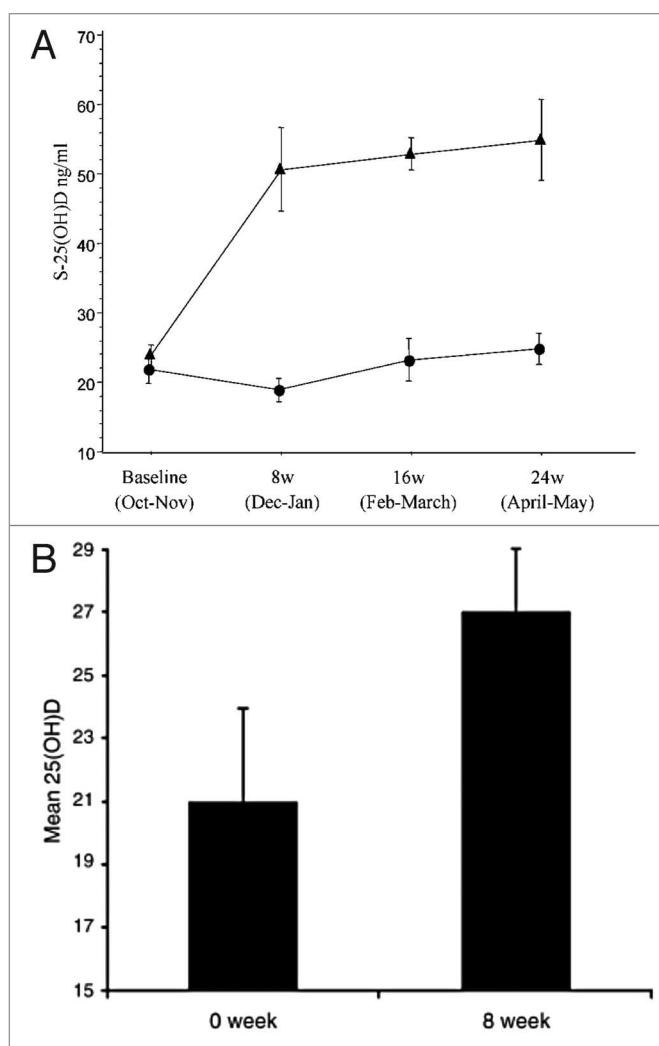 A
70
60
50
40
30
20
10
S-25(OH)D ng/ml
Baseline 8w 16w 24w
(Oct-Nov) (Dec-Jan) (Feb-March) (April-May)
B
29
27
25
23
21
19
17
15
Mean 25(OH)D
0 week 8 week